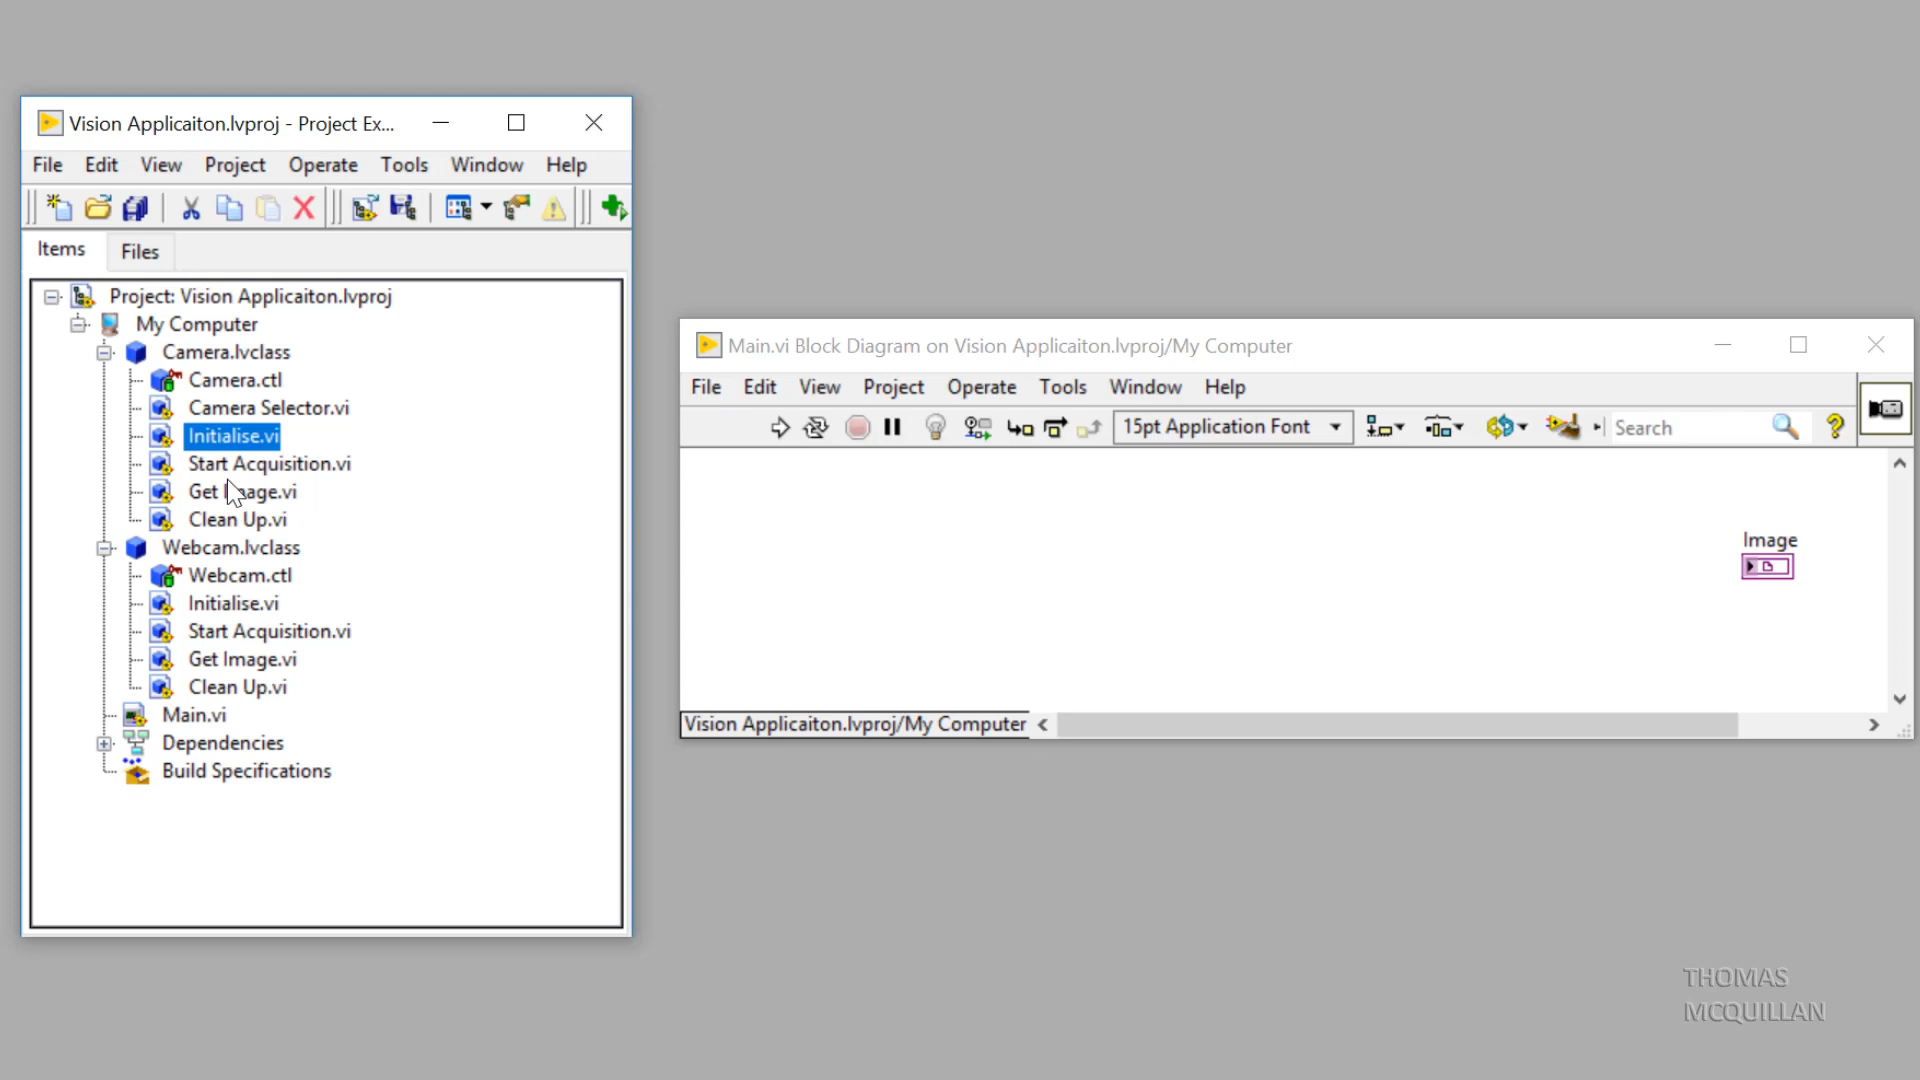 Vision Applicaiton.lvproj - Project Ex...
File Edit View Project Operate Tools Window Help
Items Files
Project: Vision Applicaiton.lvproj
My Computer
Camera.lvclass
Camera.ctl
Camera Selector.vi
Initialise.vi
Start Acquisition.vi
Get Image.vi
Clean Up.vi
Webcam.lvclass
Webcam.ctl
Initialise.vi
Start Acquisition.vi
Get Image.vi
Clean Up.vi
Main.vi
Dependencies
Build Specifications
Main.vi Block Diagram on Vision Applicaiton.lvproj/My Computer
File Edit View Project Operate Tools Window Help
15pt Application Font Search
Image
Vision Applicaiton.lvproj/My Computer
THOMAS
MCQUILLAN